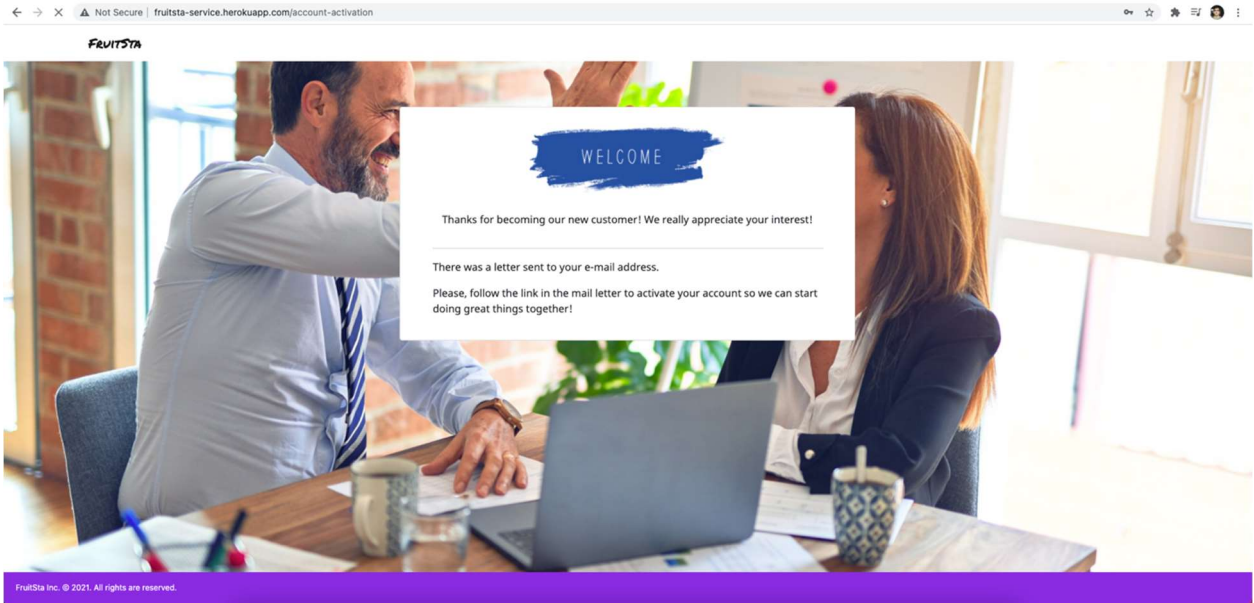 Not Secure | fruitsta-service.herokuapp.com/account-activation
FRUITSTA
WELCOME
Thanks for becoming our new customer! We really appreciate your interest!
There was a letter sent to your e-mail address.
Please, follow the link in the mail letter to activate your account so we can start
doing great things together!
FruitSta Inc. © 2021. All rights are reserved.